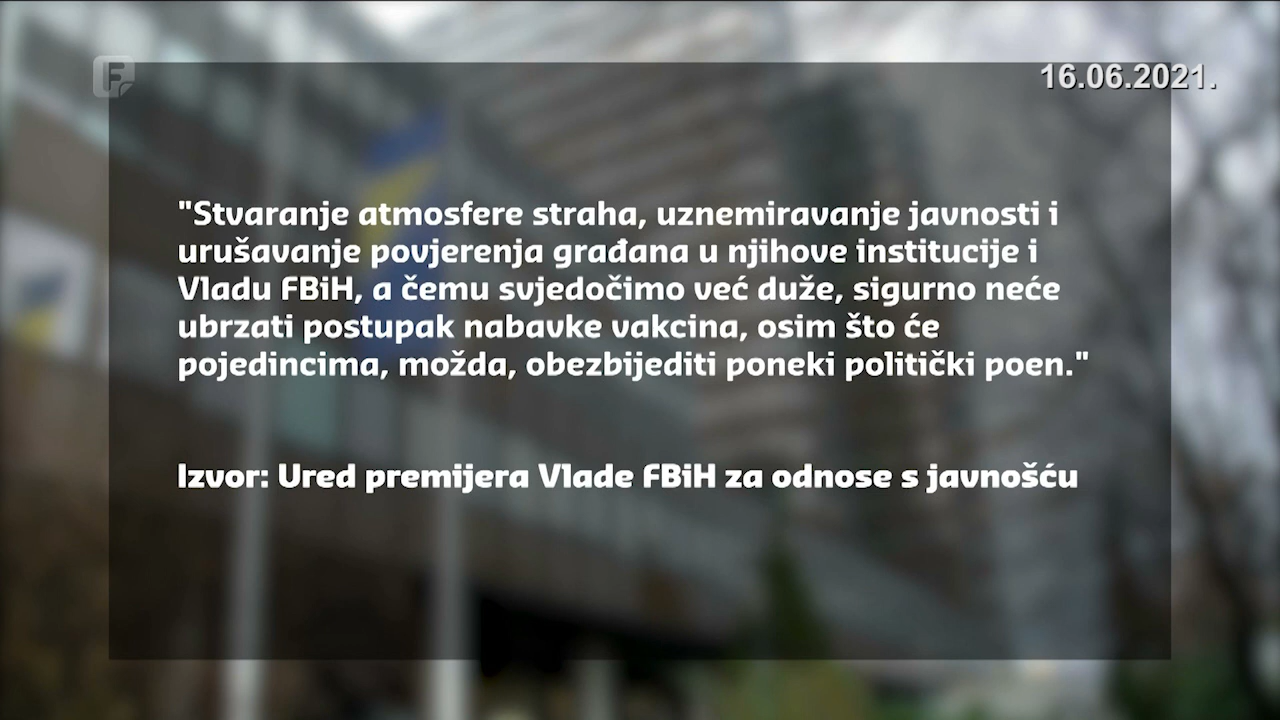 F
16.06.2021.
"Stvaranje atmosfere straha, uznemiravanje javnosti i
urušavanje povjerenja građana u njihove institucije i
Vladu FBiH, a čemu svjedočimo već duže, sigurno neće
ubrzati postupak nabavke vakcina, osim što će
pojedincima, možda, obezbijediti poneki politički poen."
Izvor: Ured premijera Vlade FBiH za odnose s javnošću